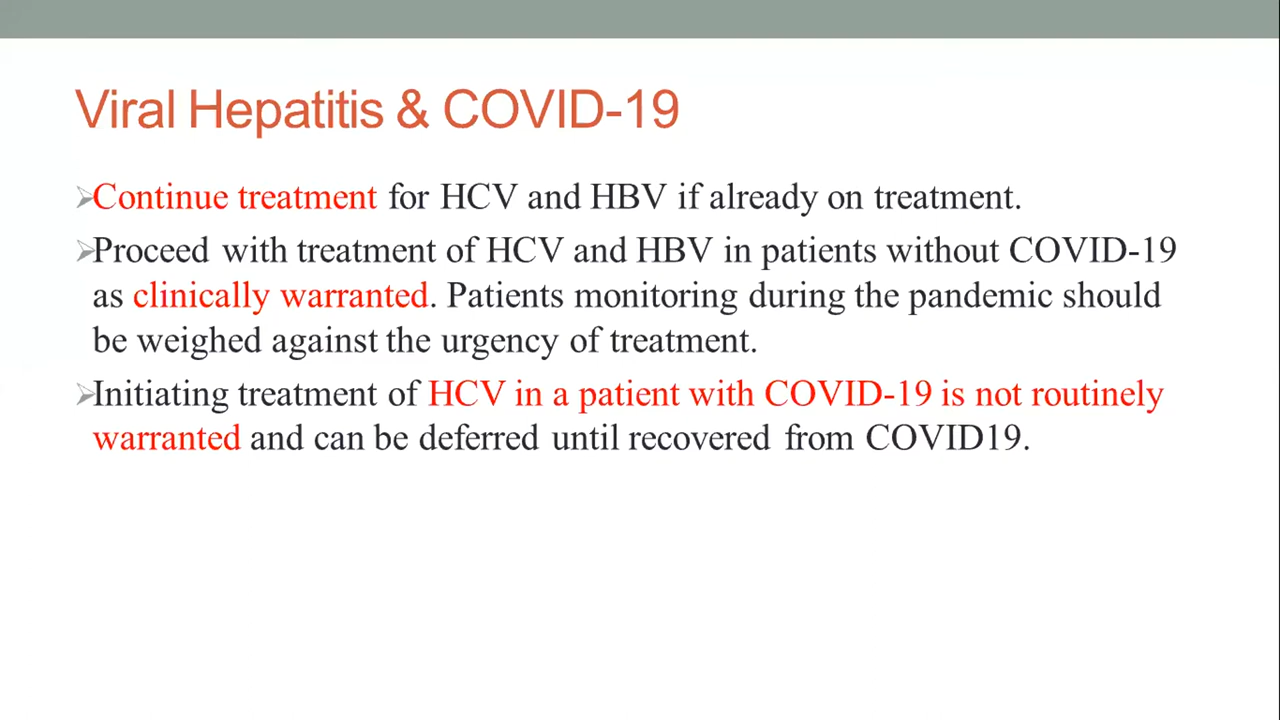 Viral Hepatitis & COVID-19
➢Continue treatment for HCV and HBV if already on treatment.
➢Proceed with treatment of HCV and HBV in patients without COVID-19
as clinically warranted. Patients monitoring during the pandemic should
be weighed against the urgency of treatment.
➢Initiating treatment of HCV in a patient with COVID-19 is not routinely
warranted and can be deferred until recovered from COVID19.